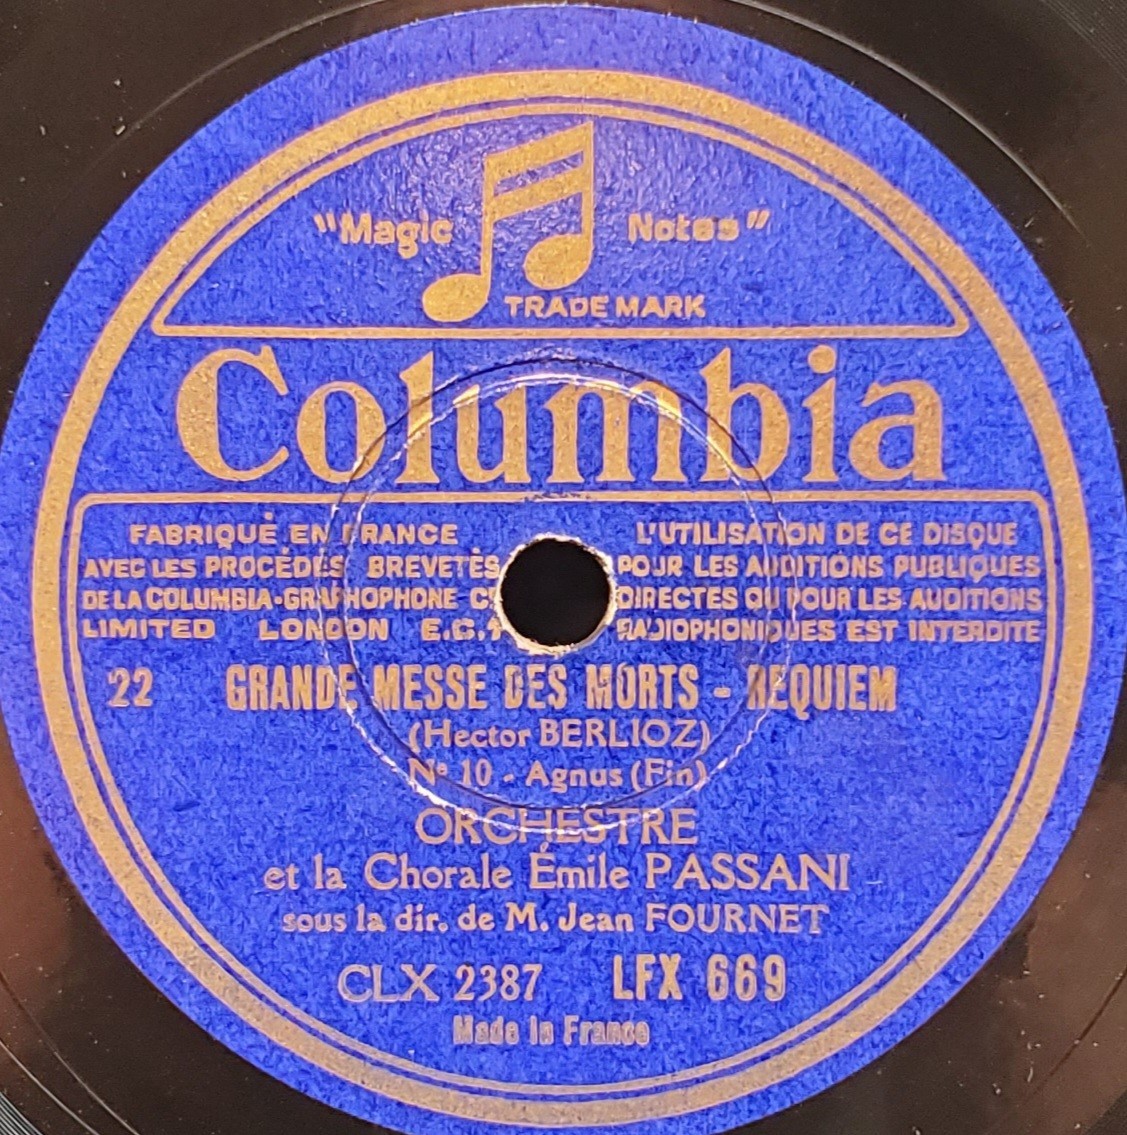 "Magic Notes"
TRADE MARK
Columbia
FABRIQUÉ EN FRANCE
AVEC LES PROCÉDÉS BREVETÉS
DE LA COLUMBIA-GRAPHOPHONE
LIMITED LONDON E.C.1
L'UTILISATION DE CE DISQUE
POUR LES AUDITIONS PUBLIQUES
DIRECTES OU POUR LES AUDITIONS
RADIOPHONIQUES EST INTERDITE
22 GRANDE MESSE DES MORTS - REQUIEM
(Hector BERLIOZ)
N° 10 - Agnus (Fin)
ORCHESTRE
et la Chorale Émile PASSANI
sous la dir. de M. Jean FOURNET
CLX 2387 LFX 669
Made in France